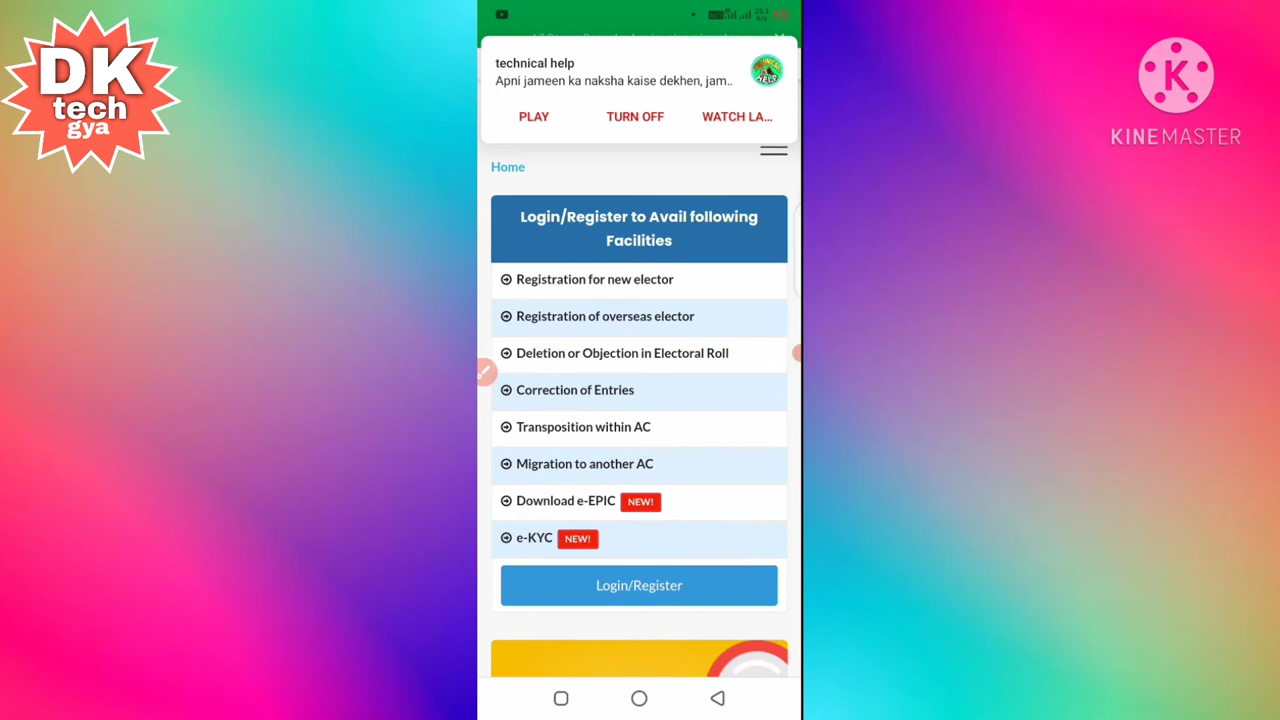 DK
tech
gya
KINEMASTER
technical help
Apni jameen ka naksha kaise dekhen, jam..
PLAY TURN OFF WATCH LA...
Home
Login/Register to Avail following
Facilities
Registration for new elector
Registration of overseas elector
Deletion or Objection in Electoral Roll
Correction of Entries
Transposition within AC
Migration to another AC
Download e-EPIC NEW!
e-KYC NEW!
Login/Register